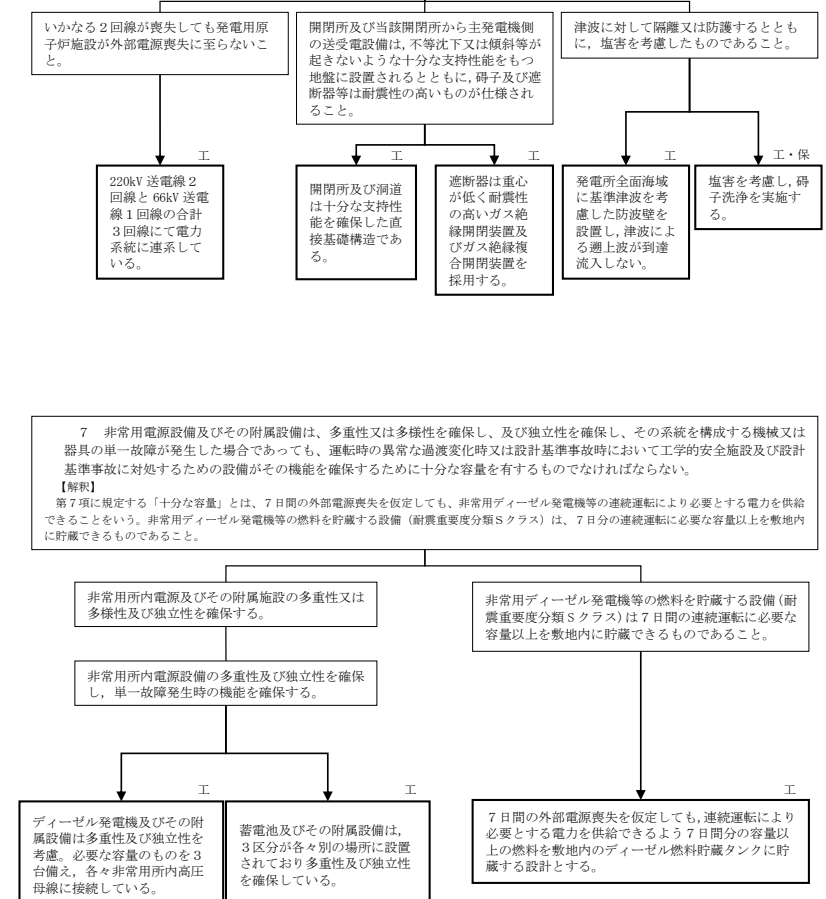 いかなる２回線が喪失しても発電用原
子炉施設が外部電源喪失に至らないこ
と。
開閉所及び当該開閉所から主発電機側
の送受電設備は，不等沈下又は傾斜等が
起きないような十分な支持性能をもつ
地盤に設置されるとともに，碍子及び遮
断器等は耐震性の高いものが仕様され
ること。
津波に対して隔離又は防護するととも
に，塩害を考慮したものであること。
工
220kV 送電線２
回線と 66kV 送電
線１回線の合計
３回線にて電力
系統に連系して
いる。
工
開閉所及び洞道
は十分な支持性
能を確保した直
接基礎構造であ
る。
工
遮断器は重心
が低く耐震性
の高いガス絶
縁開閉装置及
びガス絶縁複
合開閉装置を
採用する。
工
発電所全面海域
に基準津波を考
慮した防波壁を
設置し，津波によ
る遡上波が到達
流入しない。
工・保
塩害を考慮し，碍
子洗浄を実施す
る。
７　非常用電源設備及びその附属設備は、多重性又は多様性を確保し、及び独立性を確保し、その系統を構成する機械又は
器具の単一故障が発生した場合であっても、運転時の異常な過渡変化時又は設計基準事故時において工学的安全施設及び設計
基準事故に対処するための設備がその機能を確保するために十分な容量を有するものでなければならない。
【解釈】
第７項に規定する「十分な容量」とは、７日間の外部電源喪失を仮定しても、非常用ディーゼル発電機等の連続運転により必要とする電力を供給
できることをいう。非常用ディーゼル発電機等の燃料を貯蔵する設備（耐震重要度分類Ｓクラス）は、７日分の連続運転に必要な容量以上を敷地内
に貯蔵できるものであること。
非常用所内電源及びその附属施設の多重性又は
多様性及び独立性を確保する。
非常用ディーゼル発電機等の燃料を貯蔵する設備(耐
震重要度分類Ｓクラス)は７日間の連続運転に必要な
容量以上を敷地内に貯蔵できるものであること。
非常用所内電源設備の多重性及び独立性を確保
し，単一故障発生時の機能を確保する。
工
ディーゼル発電機及びその付
属設備は多重性及び独立性を
考慮。必要な容量のものを３
台備え，各々非常用所内高圧
母線に接続している。
工
蓄電池及びその付属設備は，
３区分が各々別の場所に設置
されており多重性及び独立性
を確保している。
工
７日間の外部電源喪失を仮定しても,連続運転により
必要とする電力を供給できるよう７日間分の容量以
上の燃料を敷地内のディーゼル燃料貯蔵タンクに貯
蔵する設計とする。